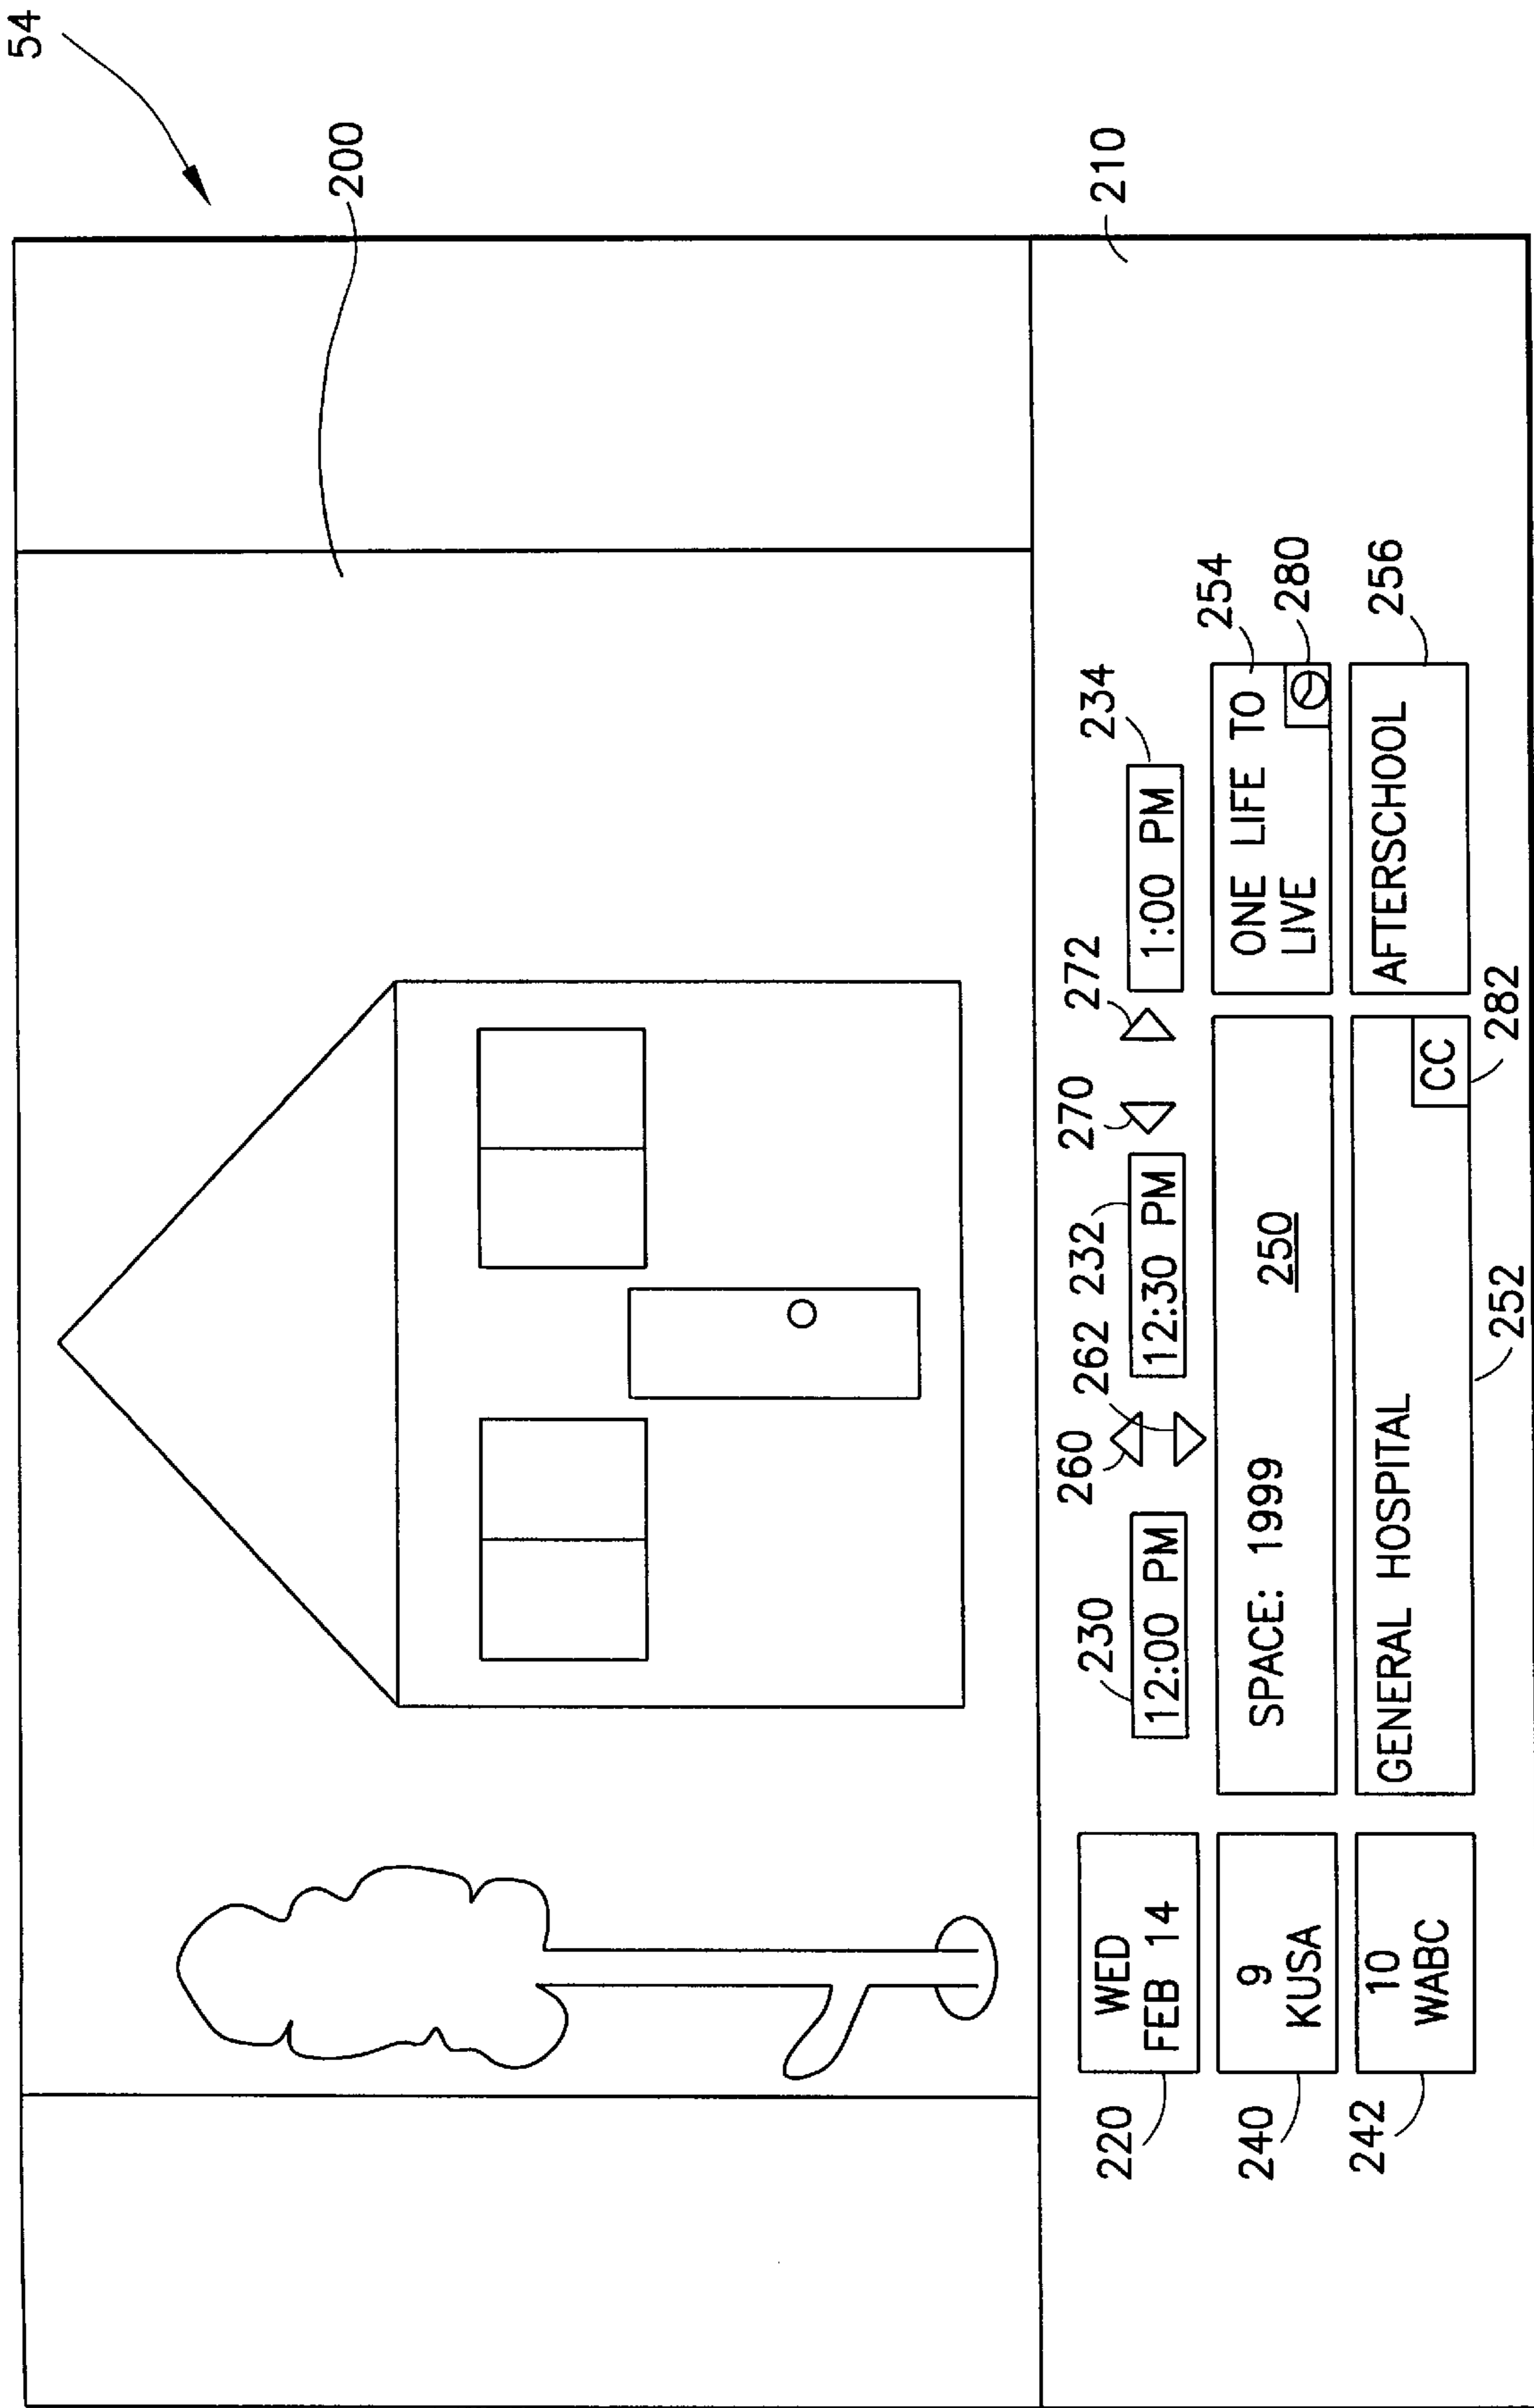 54
200
210
260 262 232 270 272 234
230
12:00 PM
12:30 PM
1:00 PM
220
WED
FEB 14
240
9
KUSA
SPACE: 1999
250
ONE LIFE TO
LIVE
254
280
242
10
WABC
GENERAL HOSPITAL
CC
AFTERSCHOOL
256
252
282